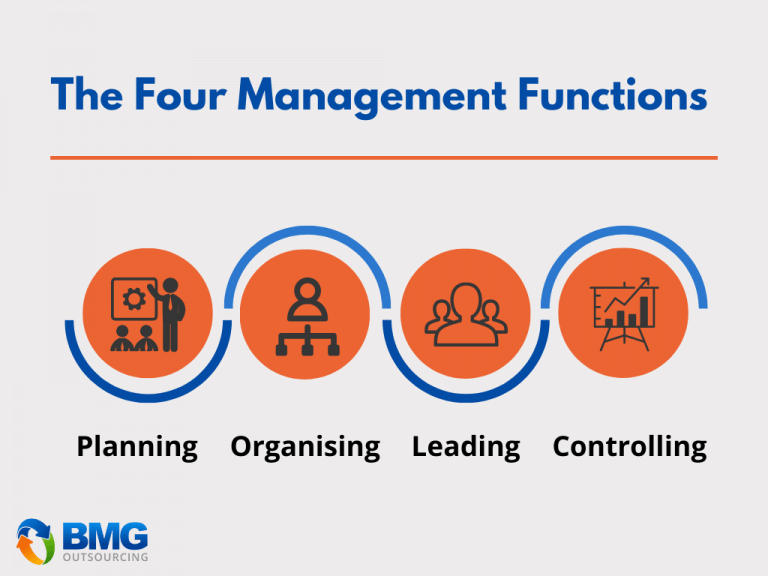 The Four Management Functions
Planning Organising Leading Controlling
BMG
OUTSOURCING